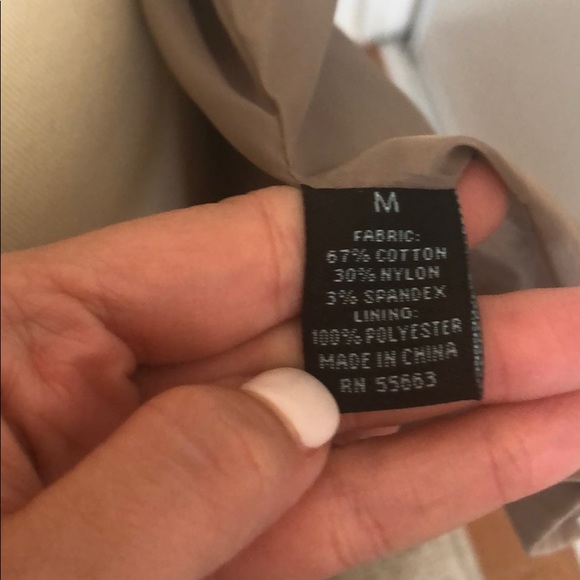 M
FABRIC:
67% COTTON
30% NYLON
3% SPANDEX
LINING:
100% POLYESTER
MADE IN CHINA
RN 55663